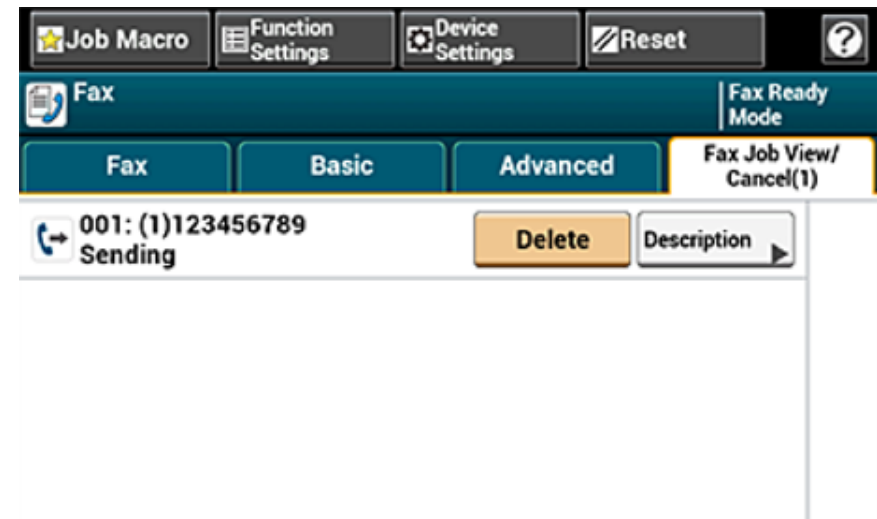 Job Macro
Function
Settings
Device
Settings
Reset
?
Fax
Fax Ready
Mode
Fax
Basic
Advanced
Fax Job View/
Cancel(1)
001: (1)123456789
Sending
Delete
Description